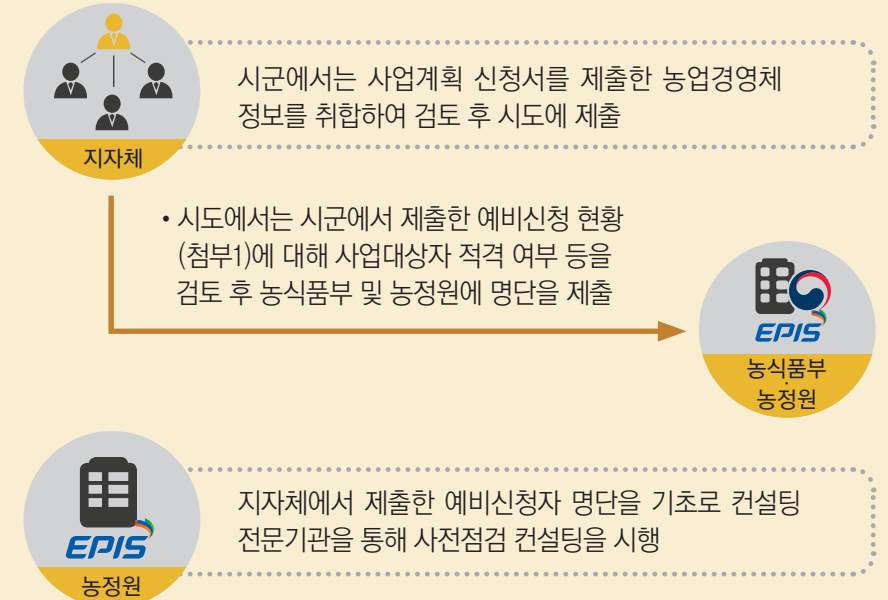 시군에서는 사업계획 신청서를 제출한 농업경영체
정보를 취합하여 검토 후 시도에 제출
지자체
• 시도에서는 시군에서 제출한 예비신청 현황
(첨부1)에 대해 사업대상자 적격 여부 등을
검토 후 농식품부 및 농정원에 명단을 제출
EPIS
농식품부
·
농정원
지자체에서 제출한 예비신청자 명단을 기초로 컨설팅
전문기관을 통해 사전점검 컨설팅을 시행
EPIS
농정원